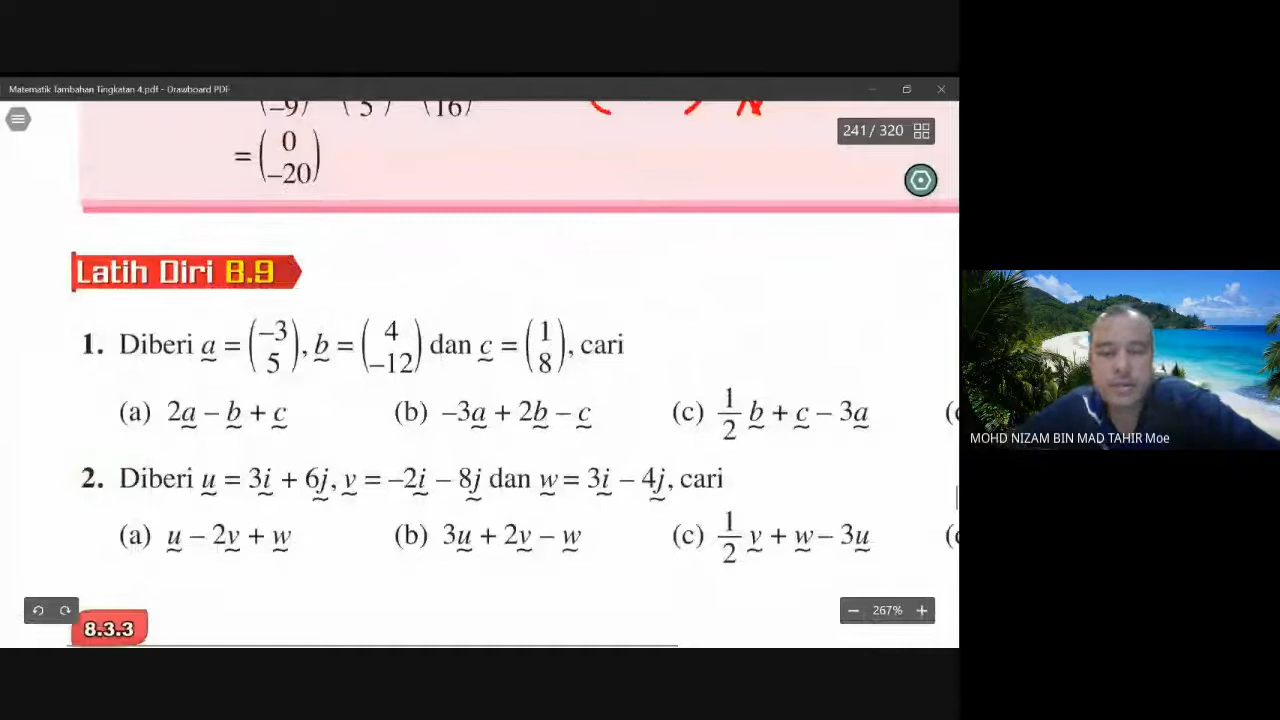 Matematik Tambahan Tingkatan 4.pdf - Drawboard PDF
(–9) (5) (16)
241 / 320
= (0 –20)
Latih Diri 8.9
1. Diberi a = (–3 5), b = (4 –12) dan c = (1 8), cari
(a) 2a – b + c (b) –3a + 2b – c (c) 1/2 b + c – 3a
2. Diberi u = 3i + 6j, v = –2i – 8j dan w = 3i – 4j, cari
(a) u – 2v + w (b) 3u + 2v – w (c) 1/2 v + w – 3u
267%
8.3.3
MOHD NIZAM BIN MAD TAHIR Moe